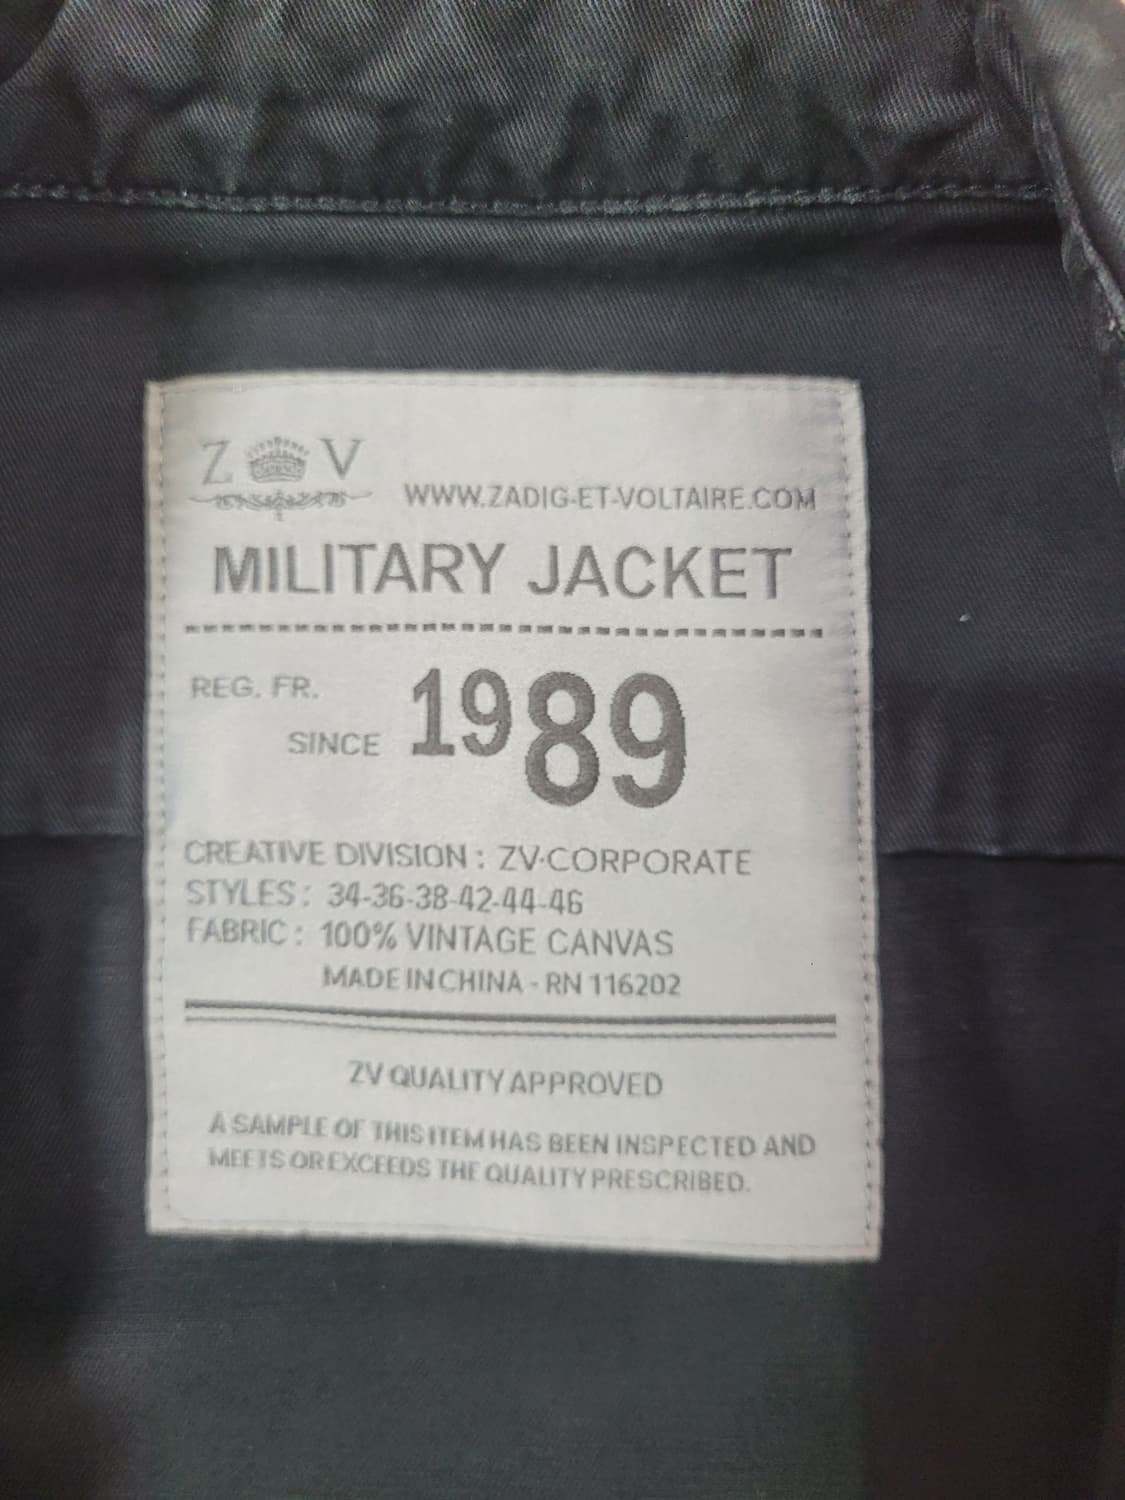 Z V
WWW.ZADIG-ET-VOLTAIRE.COM
MILITARY JACKET
REG. FR.
SINCE 1989
CREATIVE DIVISION : ZV·CORPORATE
STYLES : 34-36-38-42-44-46
FABRIC : 100% VINTAGE CANVAS
MADE IN CHINA - RN 116202
ZV QUALITY APPROVED
A SAMPLE OF THIS ITEM HAS BEEN INSPECTED AND
MEETS OR EXCEEDS THE QUALITY PRESCRIBED.